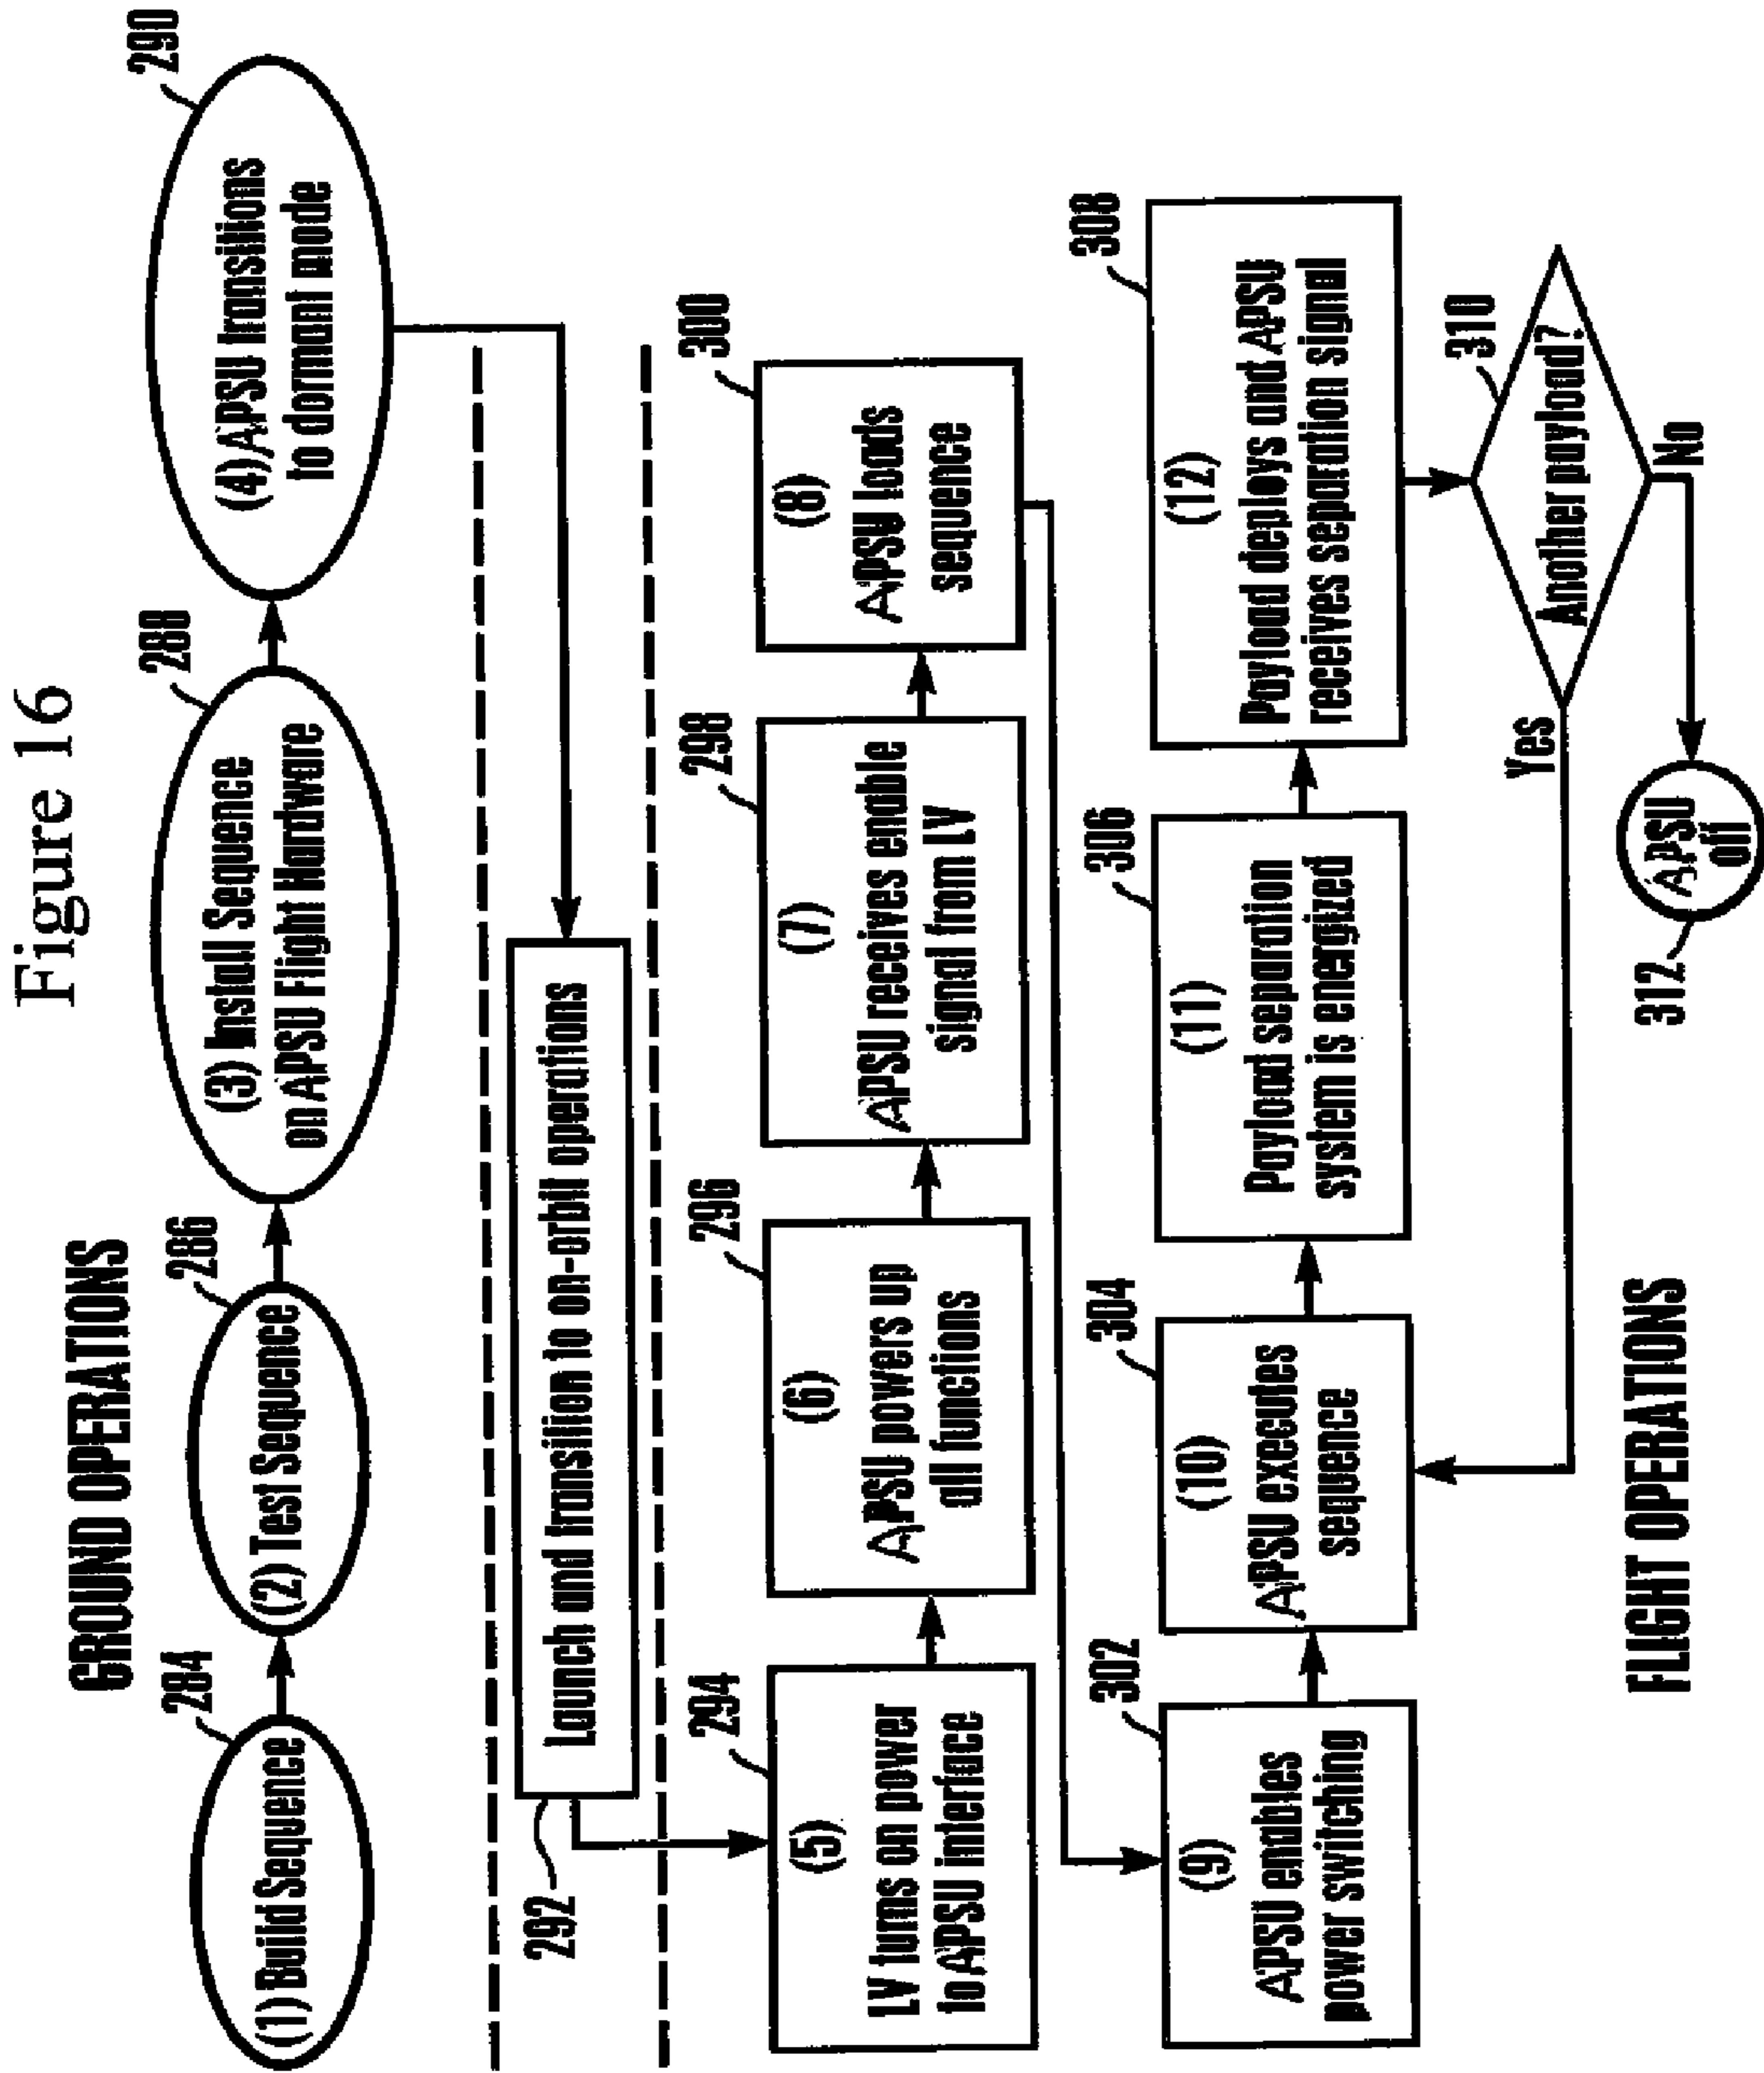 Figure 16
GROUND OPERATIONS
284
(1) Build Sequence
286
(2) Test Sequence
288
(3) Install Sequence
on APSU Flight Hardware
290
(4) APSU transitions
to dormant mode
292
Launch and transition to on-orbit operations
294
(5)
LV turns on power
to APSU interface
296
(6)
APSU powers up
all functions
298
(7)
APSU receives enable
signal from LV
300
(8)
APSU loads
sequence
302
(9)
APSU enables
power switching
304
(10)
APSU executes
sequence
306
(11)
Payload separation
system is energized
308
(12)
Payload deploys and APSU
receives separation signal
310
Another payload?
Yes
No
312
APSU
off
FLIGHT OPERATIONS